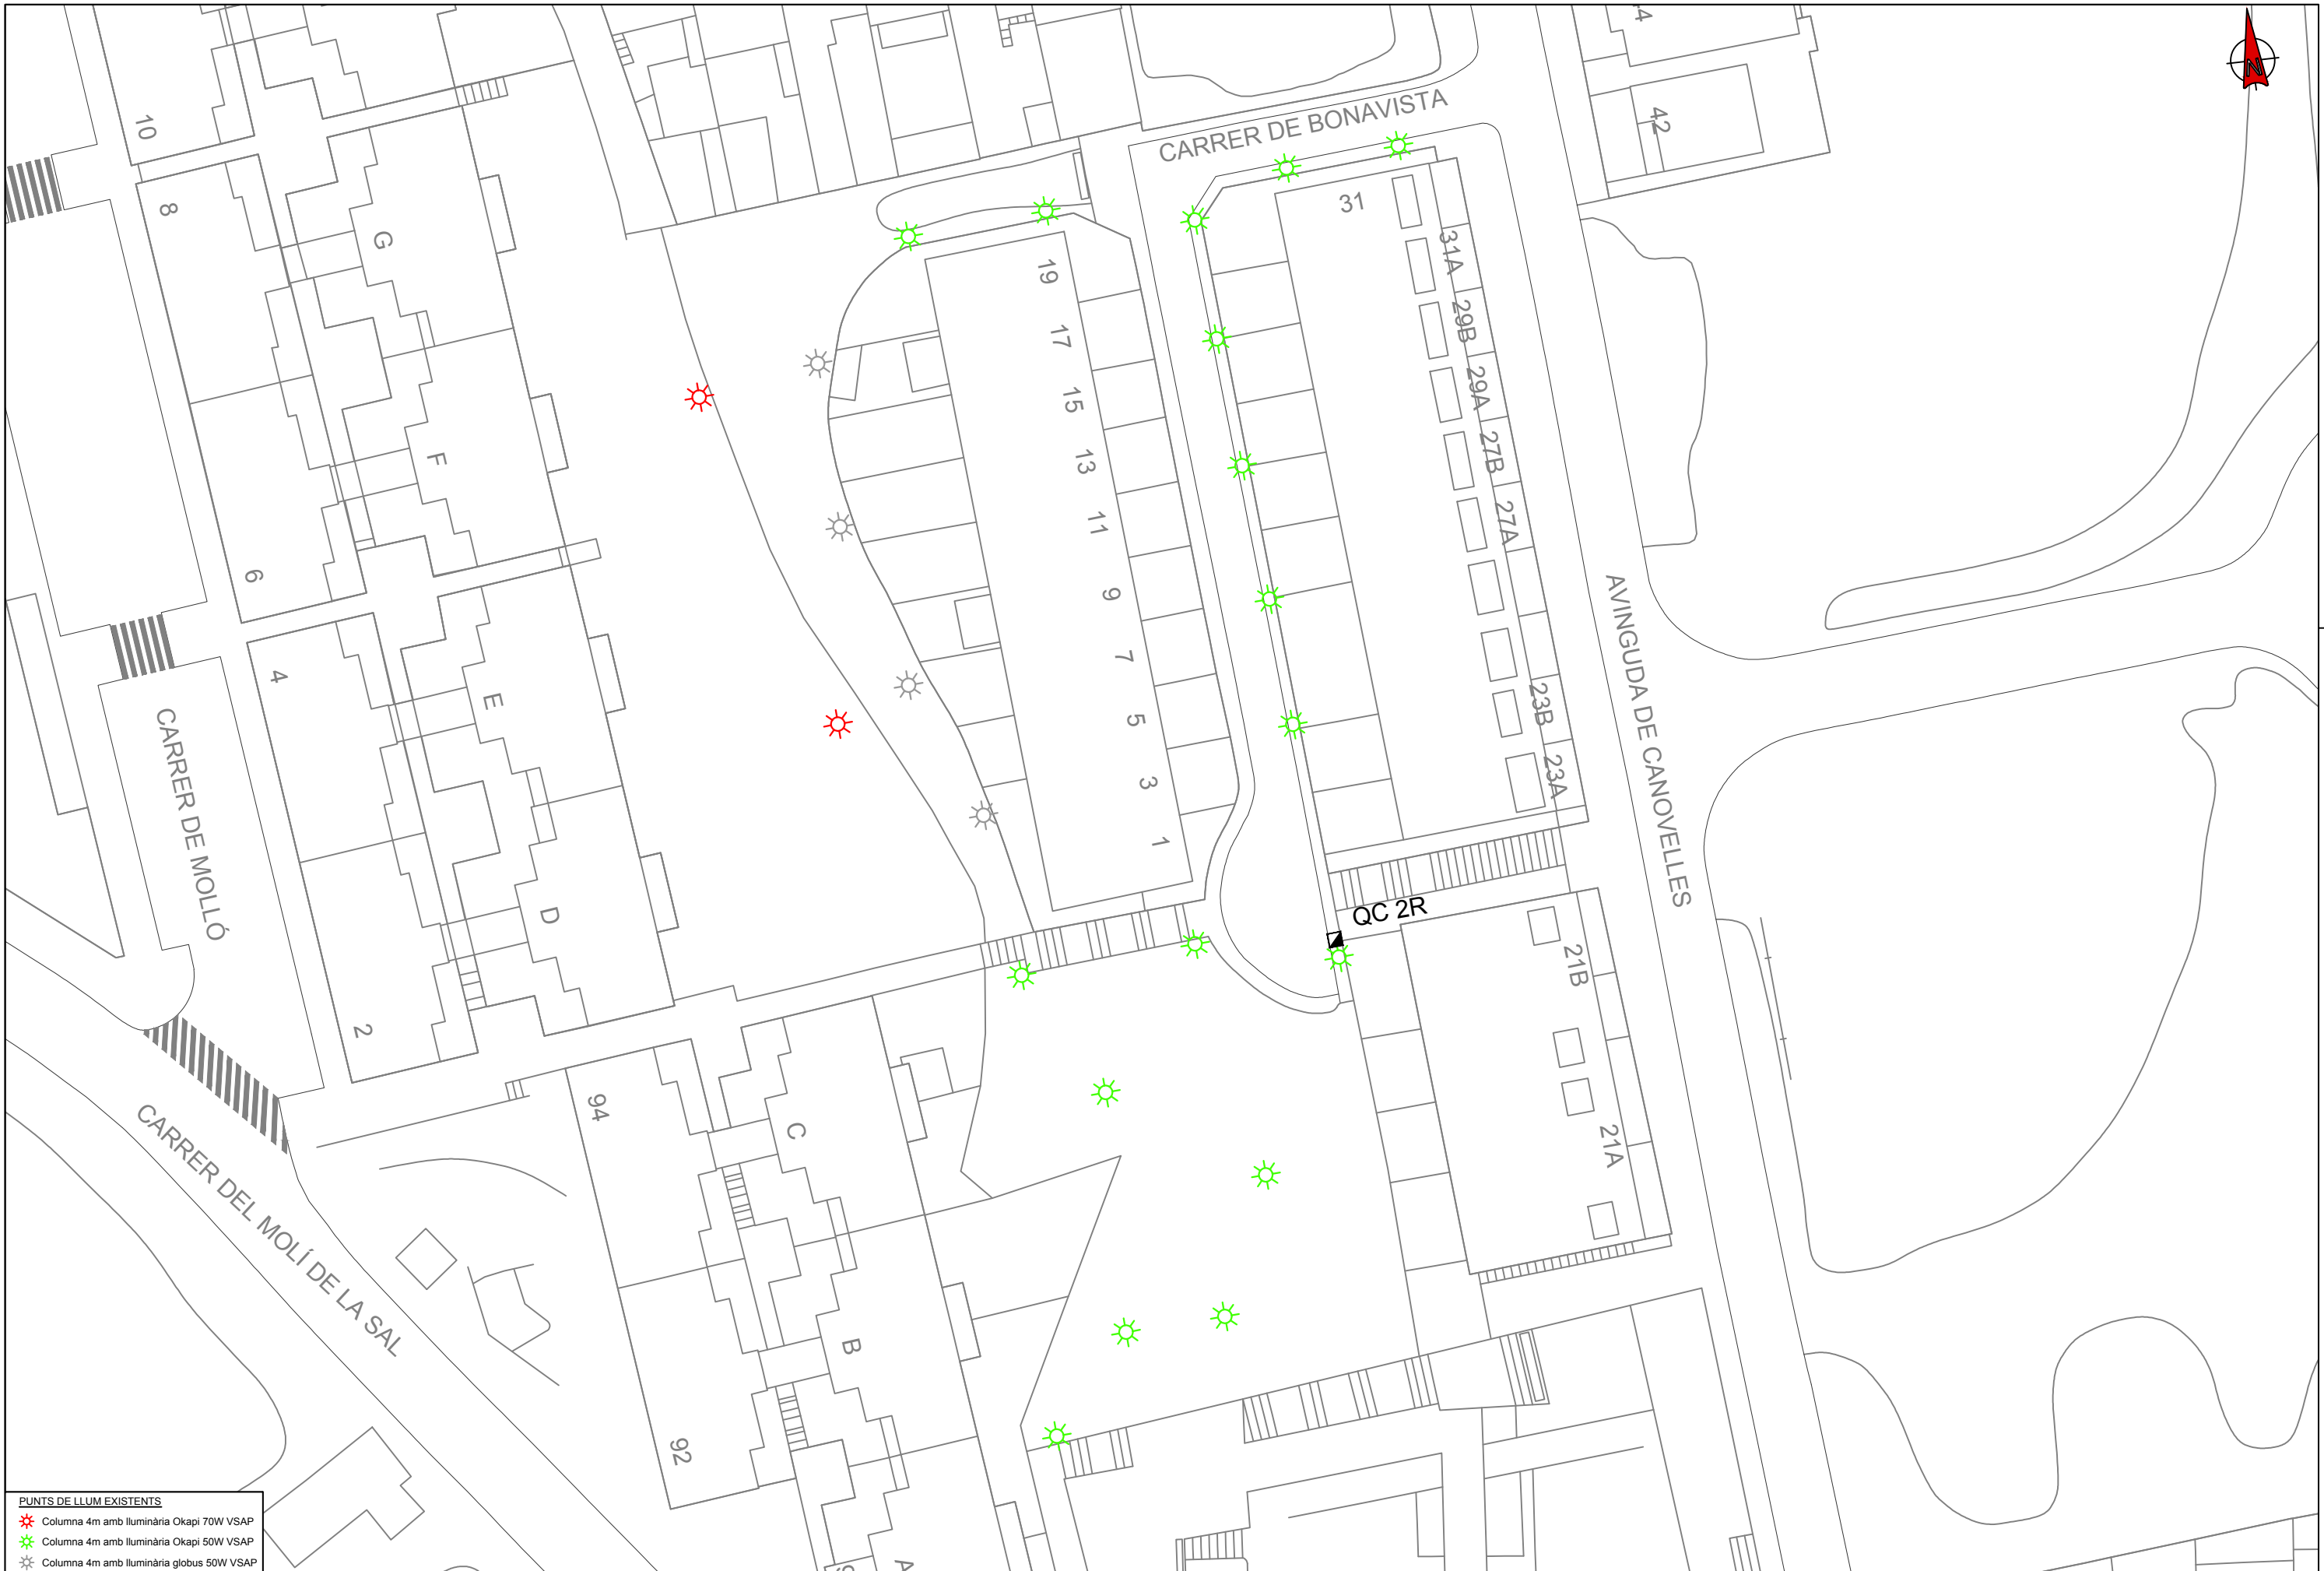 10
8
G
F
6
4
E
D
2
CARRER DE MOLLÓ
CARRER DEL MOLÍ DE LA SAL
94
C
B
92
A
CARRER DE BONAVISTA
42
N
31
31A
29B
29A
27B
27A
23B
23A
19
17
15
13
11
9
7
5
3
1
AVINGUDA DE CANOVELLES
QC 2R
21B
21A
PUNTS DE LLUM EXISTENTS
Columna 4m amb lluminària Okapi 70W VSAP
Columna 4m amb lluminària Okapi 50W VSAP
Columna 4m amb lluminària globus 50W VSAP